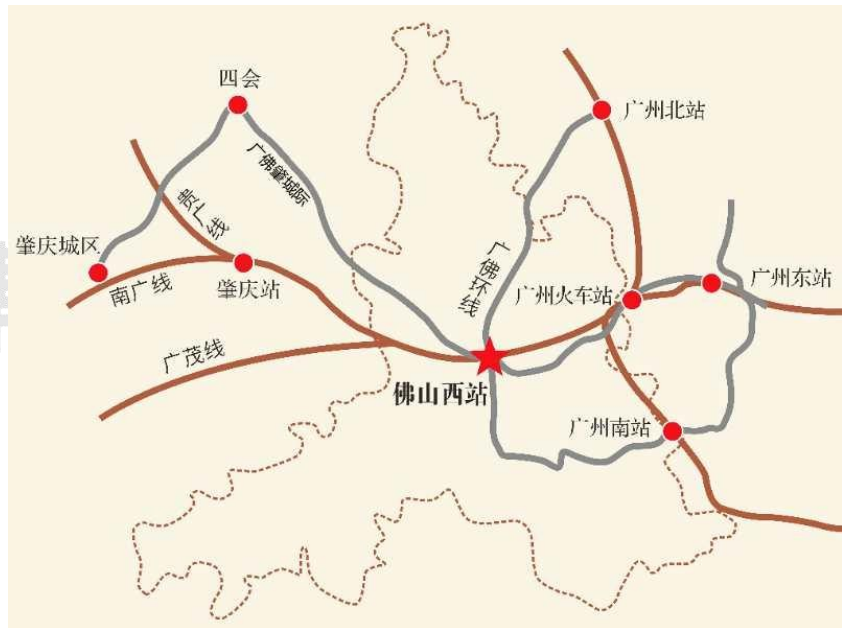 四会
广州北站
广佛肇城际
贵广线
肇庆城区
广佛环线
南广线
肇庆站
广州火车站
广州东站
广茂线
佛山西站
广州南站